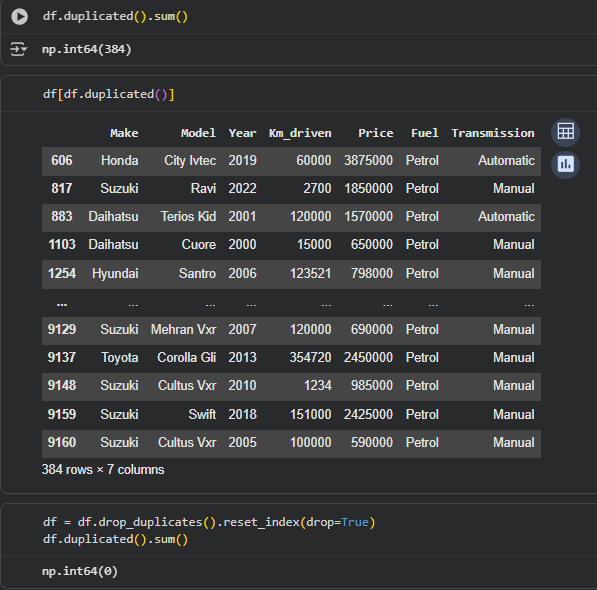 df.duplicated().sum()
np.int64(384)
df[df.duplicated()]
Make Model Year Km_driven Price Fuel Transmission
606 Honda City Ivtec 2019 60000 3875000 Petrol Automatic
817 Suzuki Ravi 2022 2700 1850000 Petrol Manual
883 Daihatsu Terios Kid 2001 120000 1570000 Petrol Automatic
1103 Daihatsu Cuore 2000 15000 650000 Petrol Manual
1254 Hyundai Santro 2006 123521 798000 Petrol Manual
... ... ... ... ... ... ... ...
9129 Suzuki Mehran Vxr 2007 120000 690000 Petrol Manual
9137 Toyota Corolla Gli 2013 354720 2450000 Petrol Manual
9148 Suzuki Cultus Vxr 2010 1234 985000 Petrol Manual
9159 Suzuki Swift 2018 151000 2425000 Petrol Manual
9160 Suzuki Cultus Vxr 2005 100000 590000 Petrol Manual
384 rows × 7 columns
df = df.drop_duplicates().reset_index(drop=True)
df.duplicated().sum()
np.int64(0)